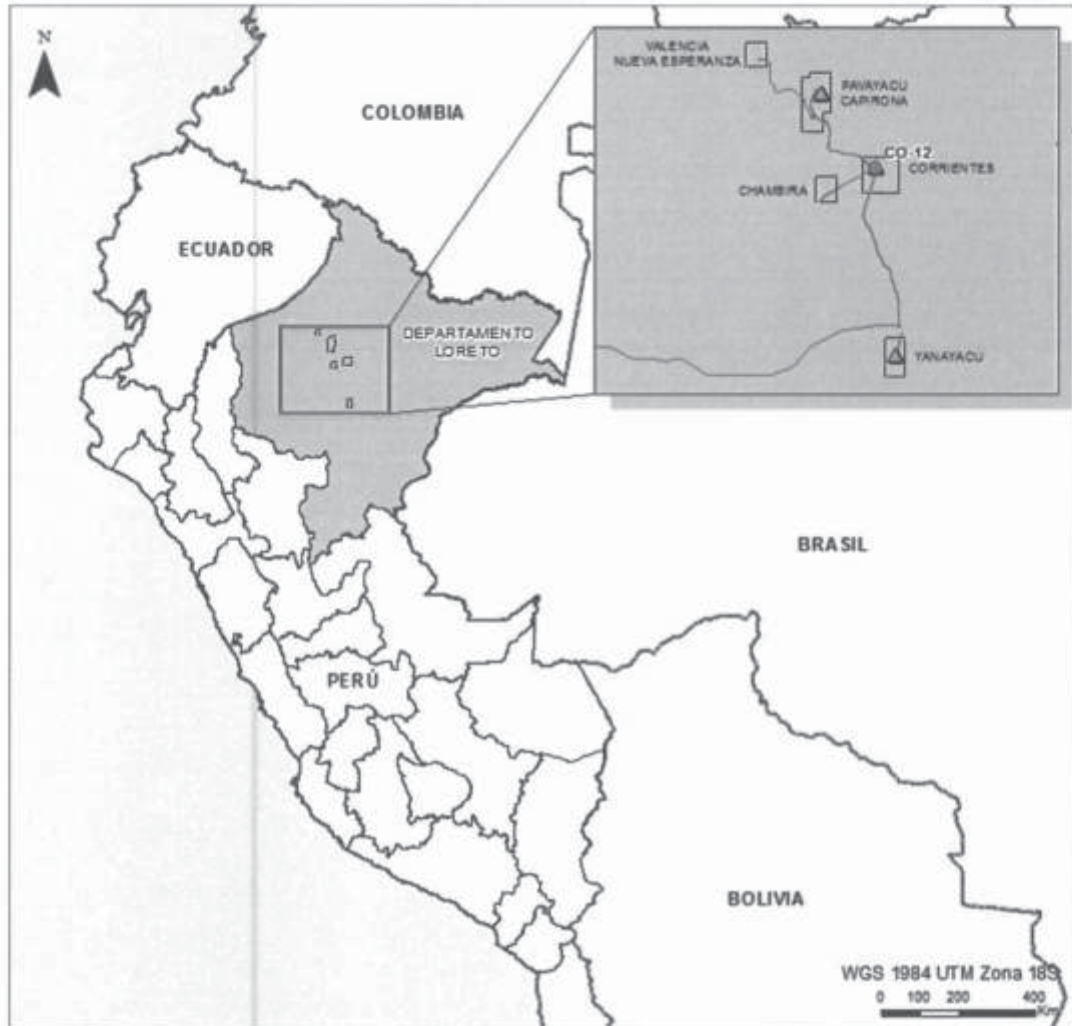 N
VALENCIA
NUEVA ESPERANZA
PAVAYACU
CAPIRONA
COLOMBIA
CO-12
CORRIENTES
CHAMBIRA
ECUADOR
DEPARTAMENTO
LORETO
YANAYACU
BRASIL
PERÚ
BOLIVIA
WGS 1984 UTM Zona 18S
0 100 200 400
Km